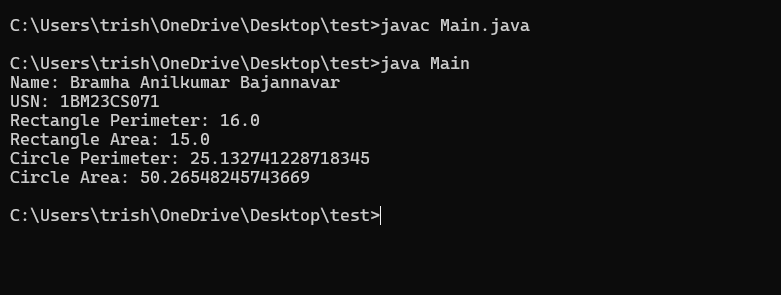 C:\Users\trish\OneDrive\Desktop\test>javac Main.java
C:\Users\trish\OneDrive\Desktop\test>java Main
Name: Bramha Anilkumar Bajannavar
USN: 1BM23CS071
Rectangle Perimeter: 16.0
Rectangle Area: 15.0
Circle Perimeter: 25.132741228718345
Circle Area: 50.26548245743669
C:\Users\trish\OneDrive\Desktop\test>